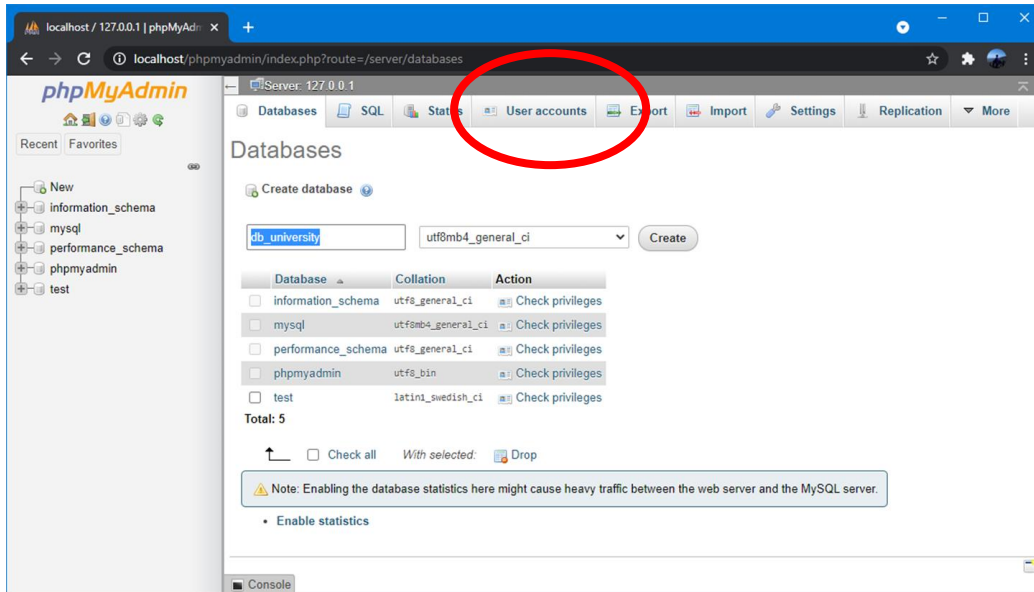 localhost / 127.0.0.1 | phpMyAdm
localhost/phpmyadmin/index.php?route=/server/databases
phpMyAdmin
Recent Favorites
New
information_schema
mysql
performance_schema
phpmyadmin
test
Server: 127.0.0.1
Databases SQL Status User accounts Export Import Settings Replication More
Databases
Create database
db_university utf8mb4_general_ci Create
Database Collation Action
information_schema utf8_general_ci Check privileges
mysql utf8mb4_general_ci Check privileges
performance_schema utf8_general_ci Check privileges
phpmyadmin utf8_bin Check privileges
test latin1_swedish_ci Check privileges
Total: 5
Check all With selected: Drop
Note: Enabling the database statistics here might cause heavy traffic between the web server and the MySQL server.
Enable statistics
Console